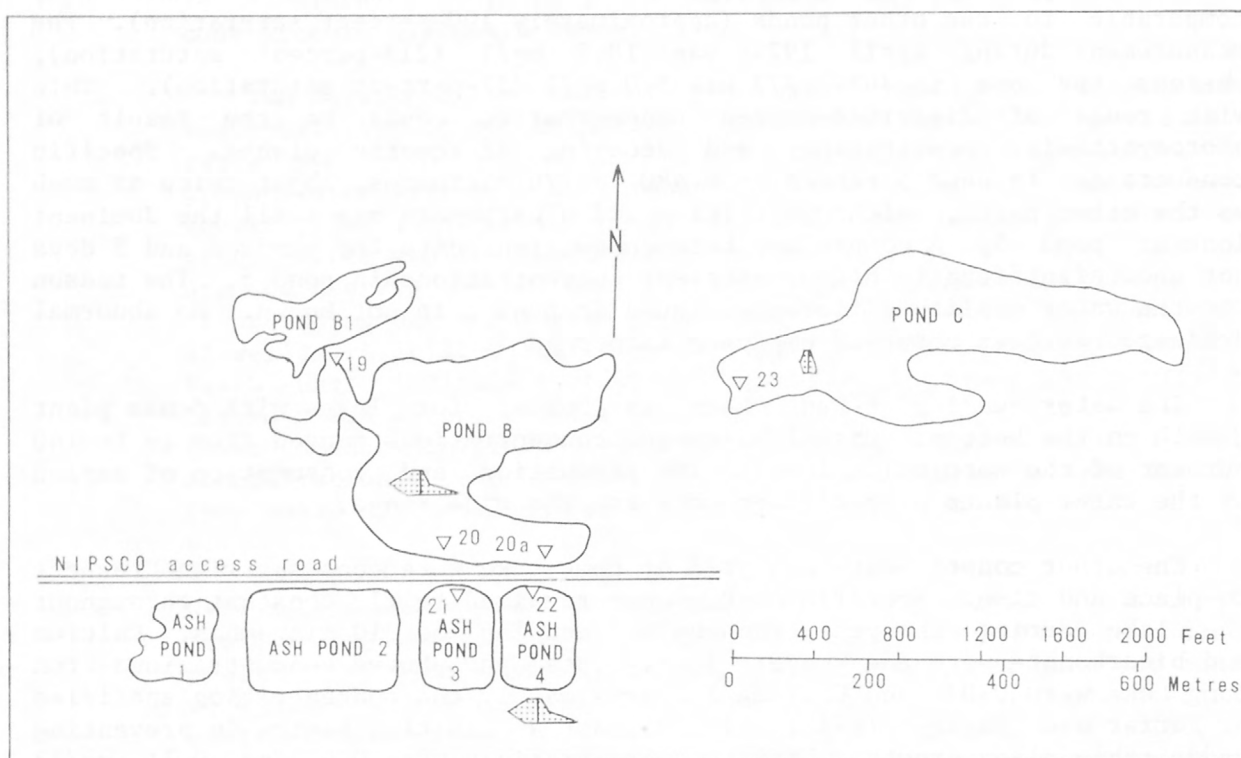 N
POND B1
19
POND C
23
POND B
20
20a
NIPSCO access road
21
22
ASH POND 1
ASH POND 2
ASH POND 3
ASH POND 4
0 400 800 1200 1600 2000 Feet
0 200 400 600 Metres